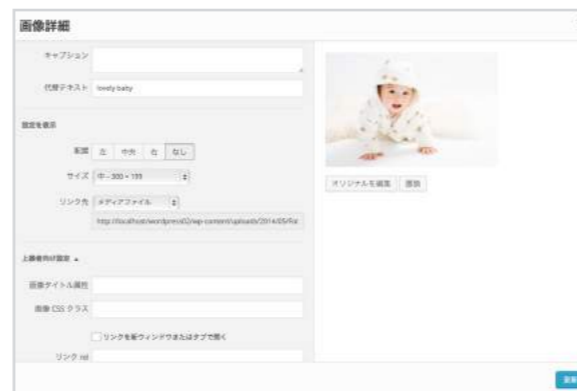 画像詳細
キャプション
代替テキスト lovely baby
設定を表示
配置 左 中央 右 なし
サイズ 中 – 300 × 199
リンク先 メディアファイル
http://localhost/wordpress02/wp-content/uploads/2014/05/Fot
上級者向け設定 ▲
画像タイトル属性
画像 CSS クラス
リンクを新ウィンドウまたはタブで開く
リンク rel
オリジナルを編集 置換